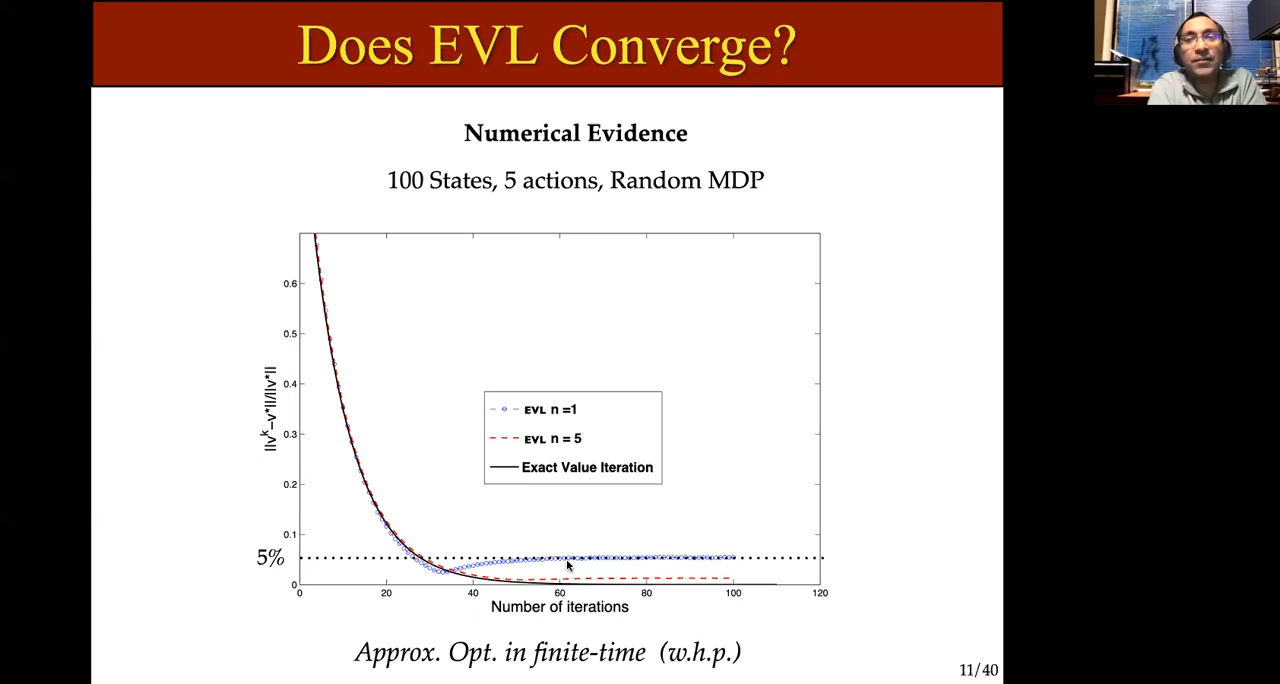 Does EVL Converge?
Numerical Evidence
100 States, 5 actions, Random MDP
0.6
0.5
0.4
0.3
0.2
0.1
0
||v^k−v*||/||v*||
5%
EVL n =1
EVL n = 5
Exact Value Iteration
0 20 40 60 80 100 120
Number of iterations
Approx. Opt. in finite-time (w.h.p.)
11/40